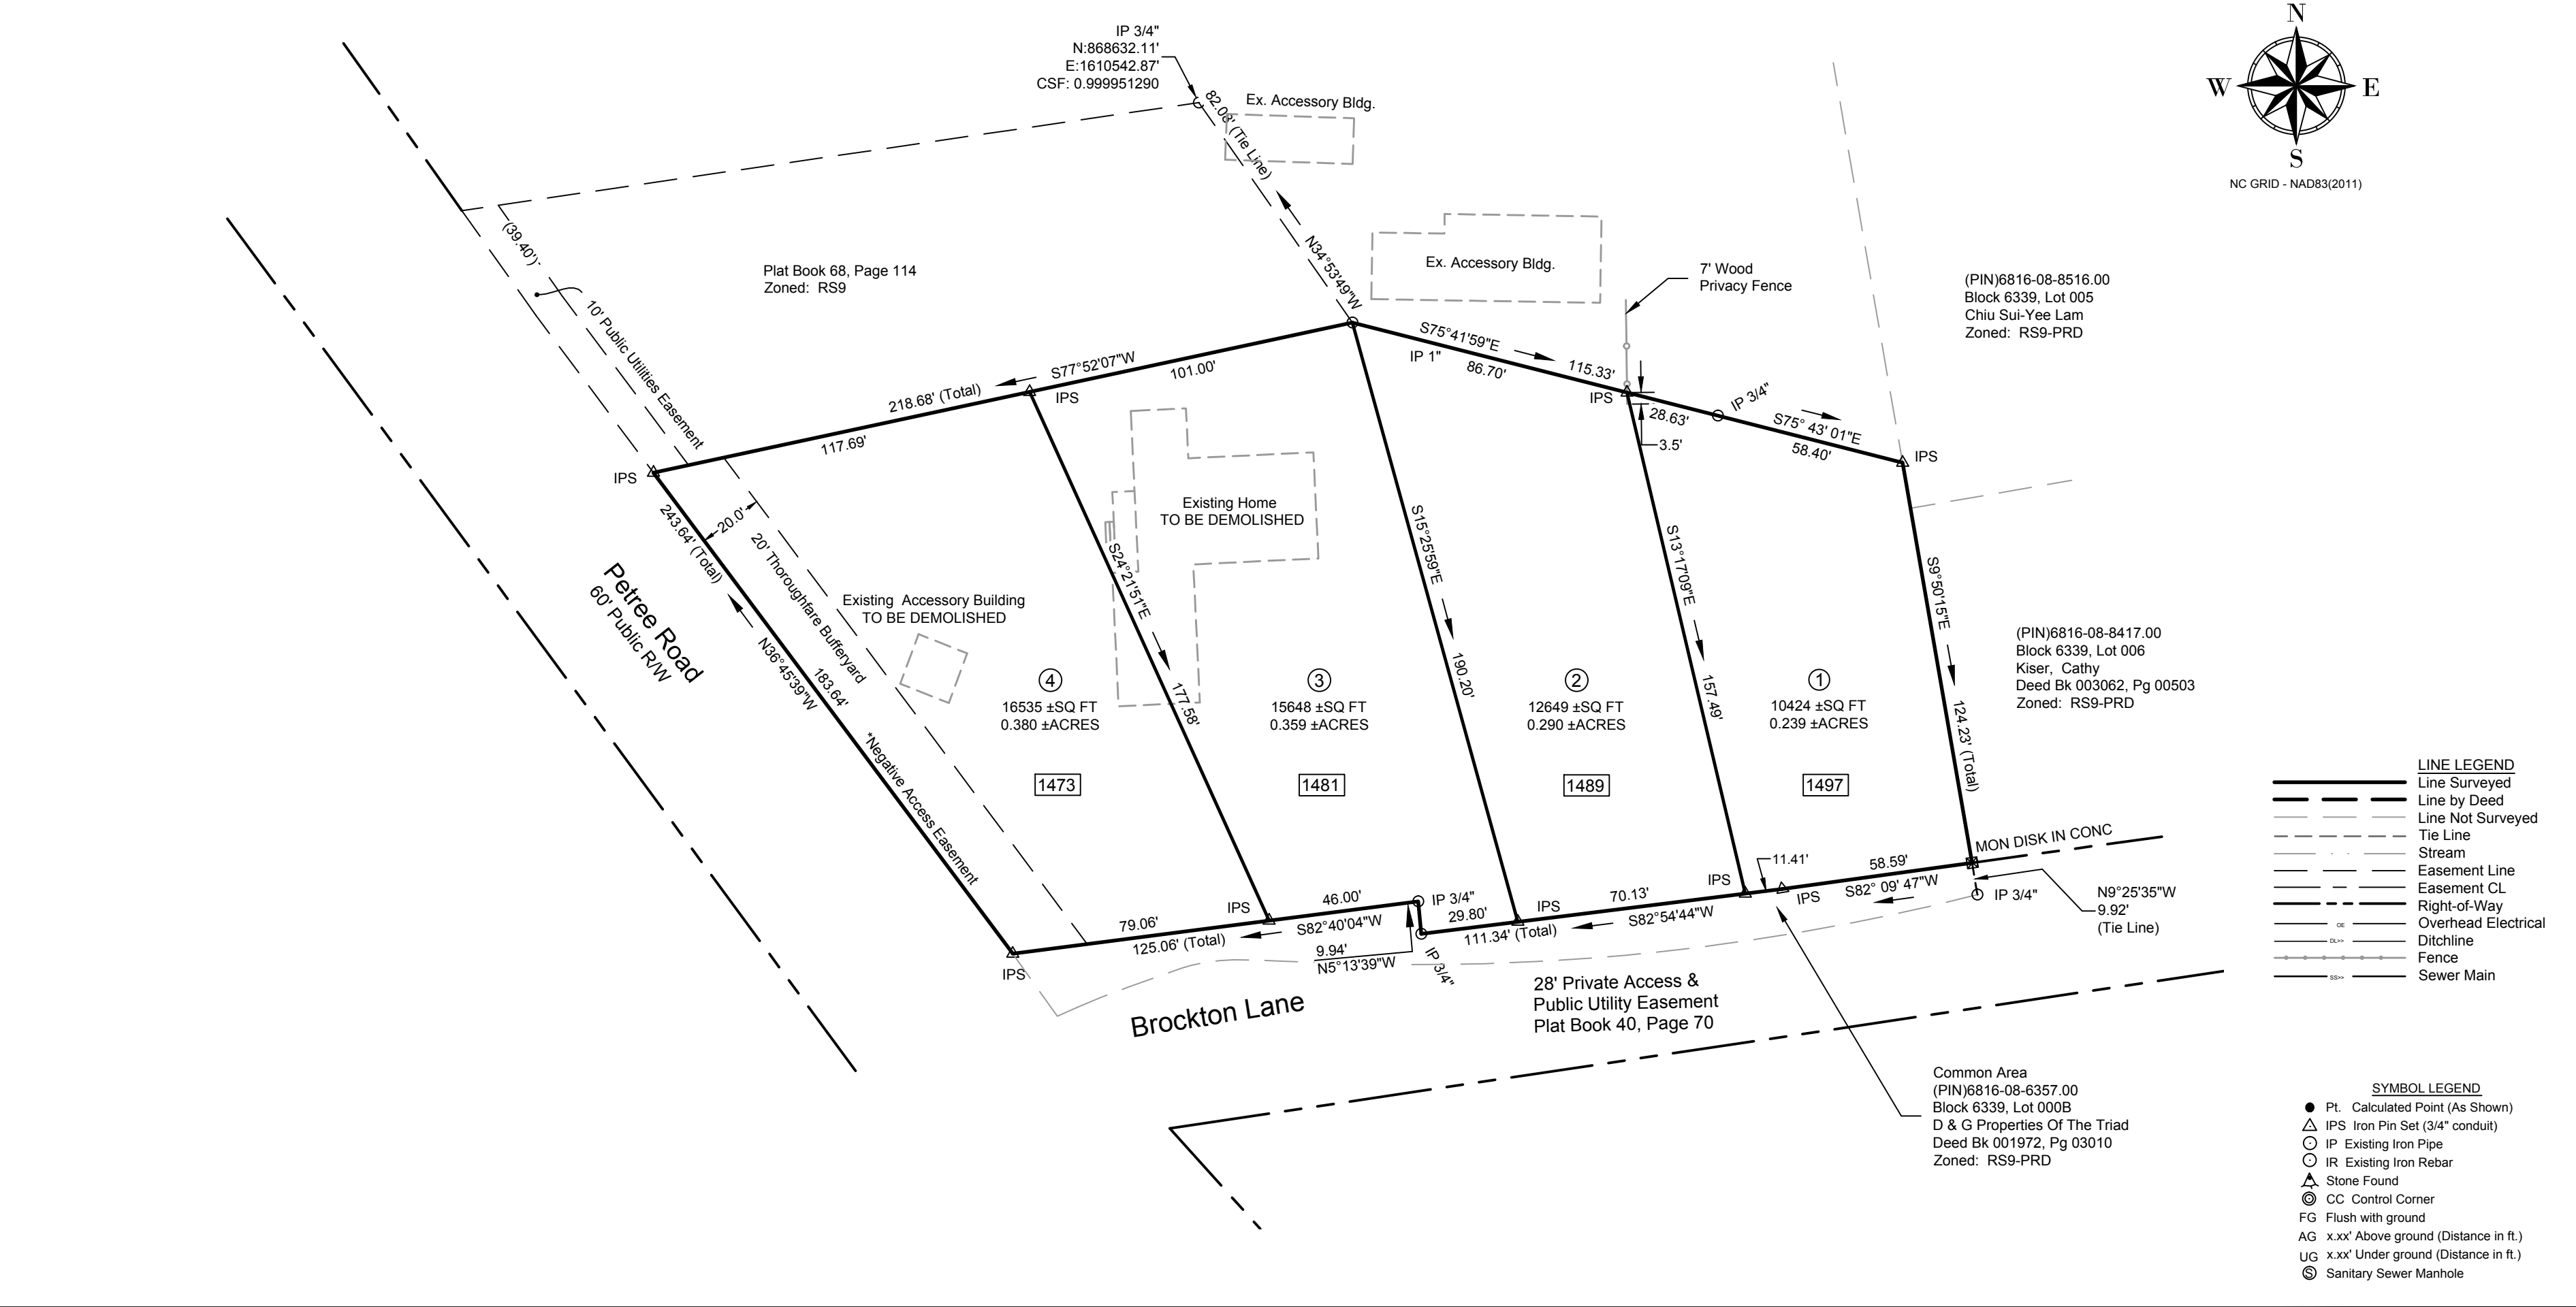 IP 3/4"
N:868632.11'
E:1610542.87'
CSF: 0.999951290
82.08' (Tie Line)
Ex. Accessory Bldg.
N
W
E
S
NC GRID - NAD83(2011)
(39.40')
Plat Book 68, Page 114
Zoned: RS9
10' Public Utilities Easement
N34°53'49"W
Ex. Accessory Bldg.
7' Wood
Privacy Fence
(PIN)6816-08-8516.00
Block 6339, Lot 005
Chiu Sui-Yee Lam
Zoned: RS9-PRD
S77°52'07"W
101.00'
218.68' (Total)
117.69'
IPS
IPS
S75°41'59"E
IP 1"
86.70'
115.33'
IPS
28.63'
3.5'
IP 3/4"
S75° 43' 01"E
58.40'
IPS
243.64' (Total)
20.0'
20' Thoroughfare Bufferyard
Petree Road
60' Public R/W
N36°45'39"W
183.64'
*Negative Access Easement
Existing Accessory Building
TO BE DEMOLISHED
Existing Home
TO BE DEMOLISHED
S24°21'51"E
177.58'
S15°25'59"E
190.20'
S13°17'09"E
157.49'
S9°50'15"E
124.23' (Total)
(PIN)6816-08-8417.00
Block 6339, Lot 006
Kiser, Cathy
Deed Bk 003062, Pg 00503
Zoned: RS9-PRD
4
16535 ±SQ FT
0.380 ±ACRES
1473
3
15648 ±SQ FT
0.359 ±ACRES
1481
2
12649 ±SQ FT
0.290 ±ACRES
1489
1
10424 ±SQ FT
0.239 ±ACRES
1497
IPS
79.06'
125.06' (Total)
IPS
46.00'
S82°40'04"W
9.94'
N5°13'39"W
IP 3/4"
IP 3/4"
29.80'
111.34' (Total)
IPS
70.13'
S82°54'44"W
IPS
11.41'
IPS
58.59'
S82° 09' 47"W
MON DISK IN CONC
IP 3/4"
N9°25'35"W
9.92'
(Tie Line)
Brockton Lane
28' Private Access &
Public Utility Easement
Plat Book 40, Page 70
Common Area
(PIN)6816-08-6357.00
Block 6339, Lot 000B
D & G Properties Of The Triad
Deed Bk 001972, Pg 03010
Zoned: RS9-PRD
LINE LEGEND
Line Surveyed
Line by Deed
Line Not Surveyed
Tie Line
Stream
Easement Line
Easement CL
Right-of-Way
OE Overhead Electrical
DL>> Ditchline
Fence
SS>> Sewer Main
SYMBOL LEGEND
Pt. Calculated Point (As Shown)
IPS Iron Pin Set (3/4" conduit)
IP Existing Iron Pipe
IR Existing Iron Rebar
Stone Found
CC Control Corner
FG Flush with ground
AG x.xx' Above ground (Distance in ft.)
UG x.xx' Under ground (Distance in ft.)
S Sanitary Sewer Manhole